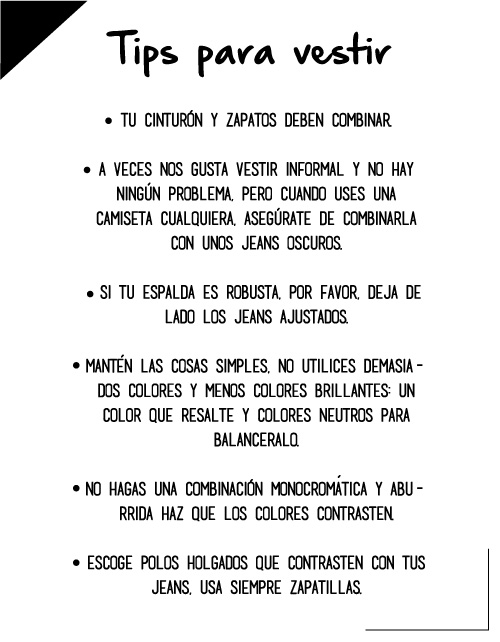 Tips para vestir
• TU CINTURÓN Y ZAPATOS DEBEN COMBINAR.
• A VECES NOS GUSTA VESTIR INFORMAL Y NO HAY
NINGÚN PROBLEMA, PERO CUANDO USES UNA
CAMISETA CUALQUIERA, ASEGÚRATE DE COMBINARLA
CON UNOS JEANS OSCUROS.
• SI TU ESPALDA ES ROBUSTA, POR FAVOR, DEJA DE
LADO LOS JEANS AJUSTADOS.
• MANTÉN LAS COSAS SIMPLES, NO UTILICES DEMASIA-
DOS COLORES Y MENOS COLORES BRILLANTES: UN
COLOR QUE RESALTE Y COLORES NEUTROS PARA
BALANCERALO.
• NO HAGAS UNA COMBINACIÓN MONOCROMÁTICA Y ABU-
RRIDA HAZ QUE LOS COLORES CONTRASTEN.
• ESCOGE POLOS HOLGADOS QUE CONTRASTEN CON TUS
JEANS, USA SIEMPRE ZAPATILLAS.